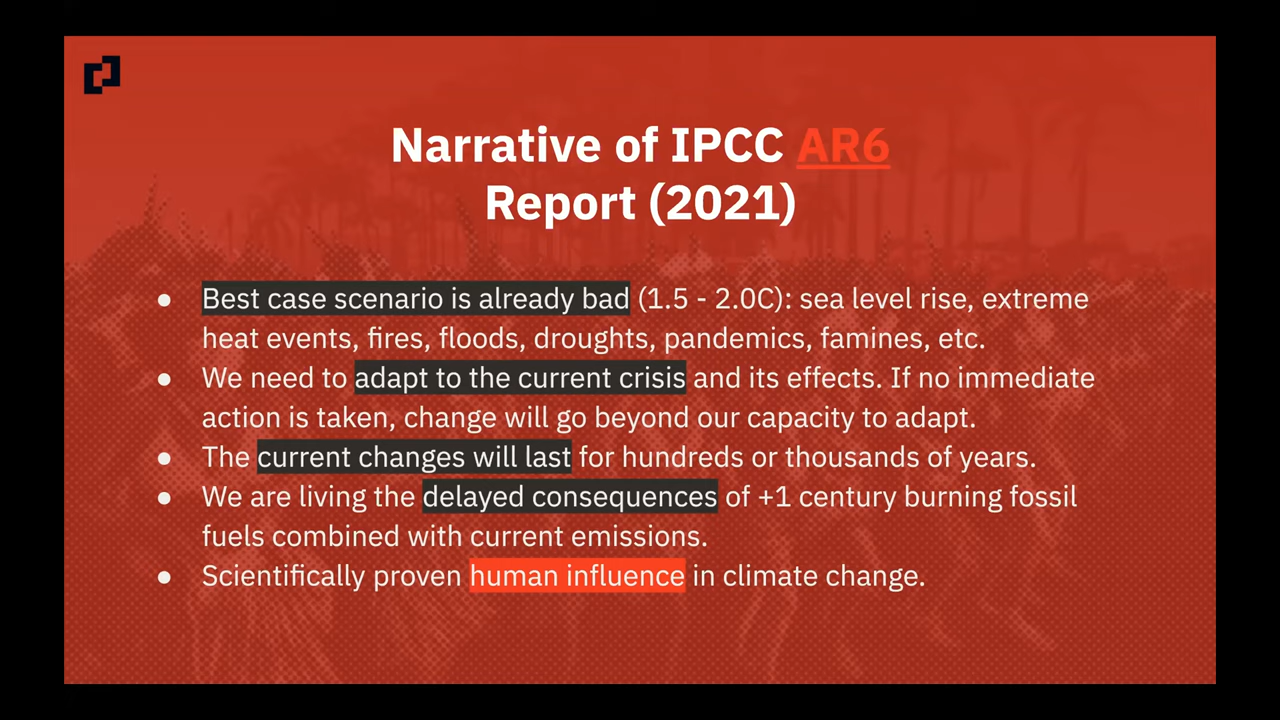 Narrative of IPCC AR6
Report (2021)
● Best case scenario is already bad (1.5 - 2.0C): sea level rise, extreme
heat events, fires, floods, droughts, pandemics, famines, etc.
● We need to adapt to the current crisis and its effects. If no immediate
action is taken, change will go beyond our capacity to adapt.
● The current changes will last for hundreds or thousands of years.
● We are living the delayed consequences of +1 century burning fossil
fuels combined with current emissions.
● Scientifically proven human influence in climate change.